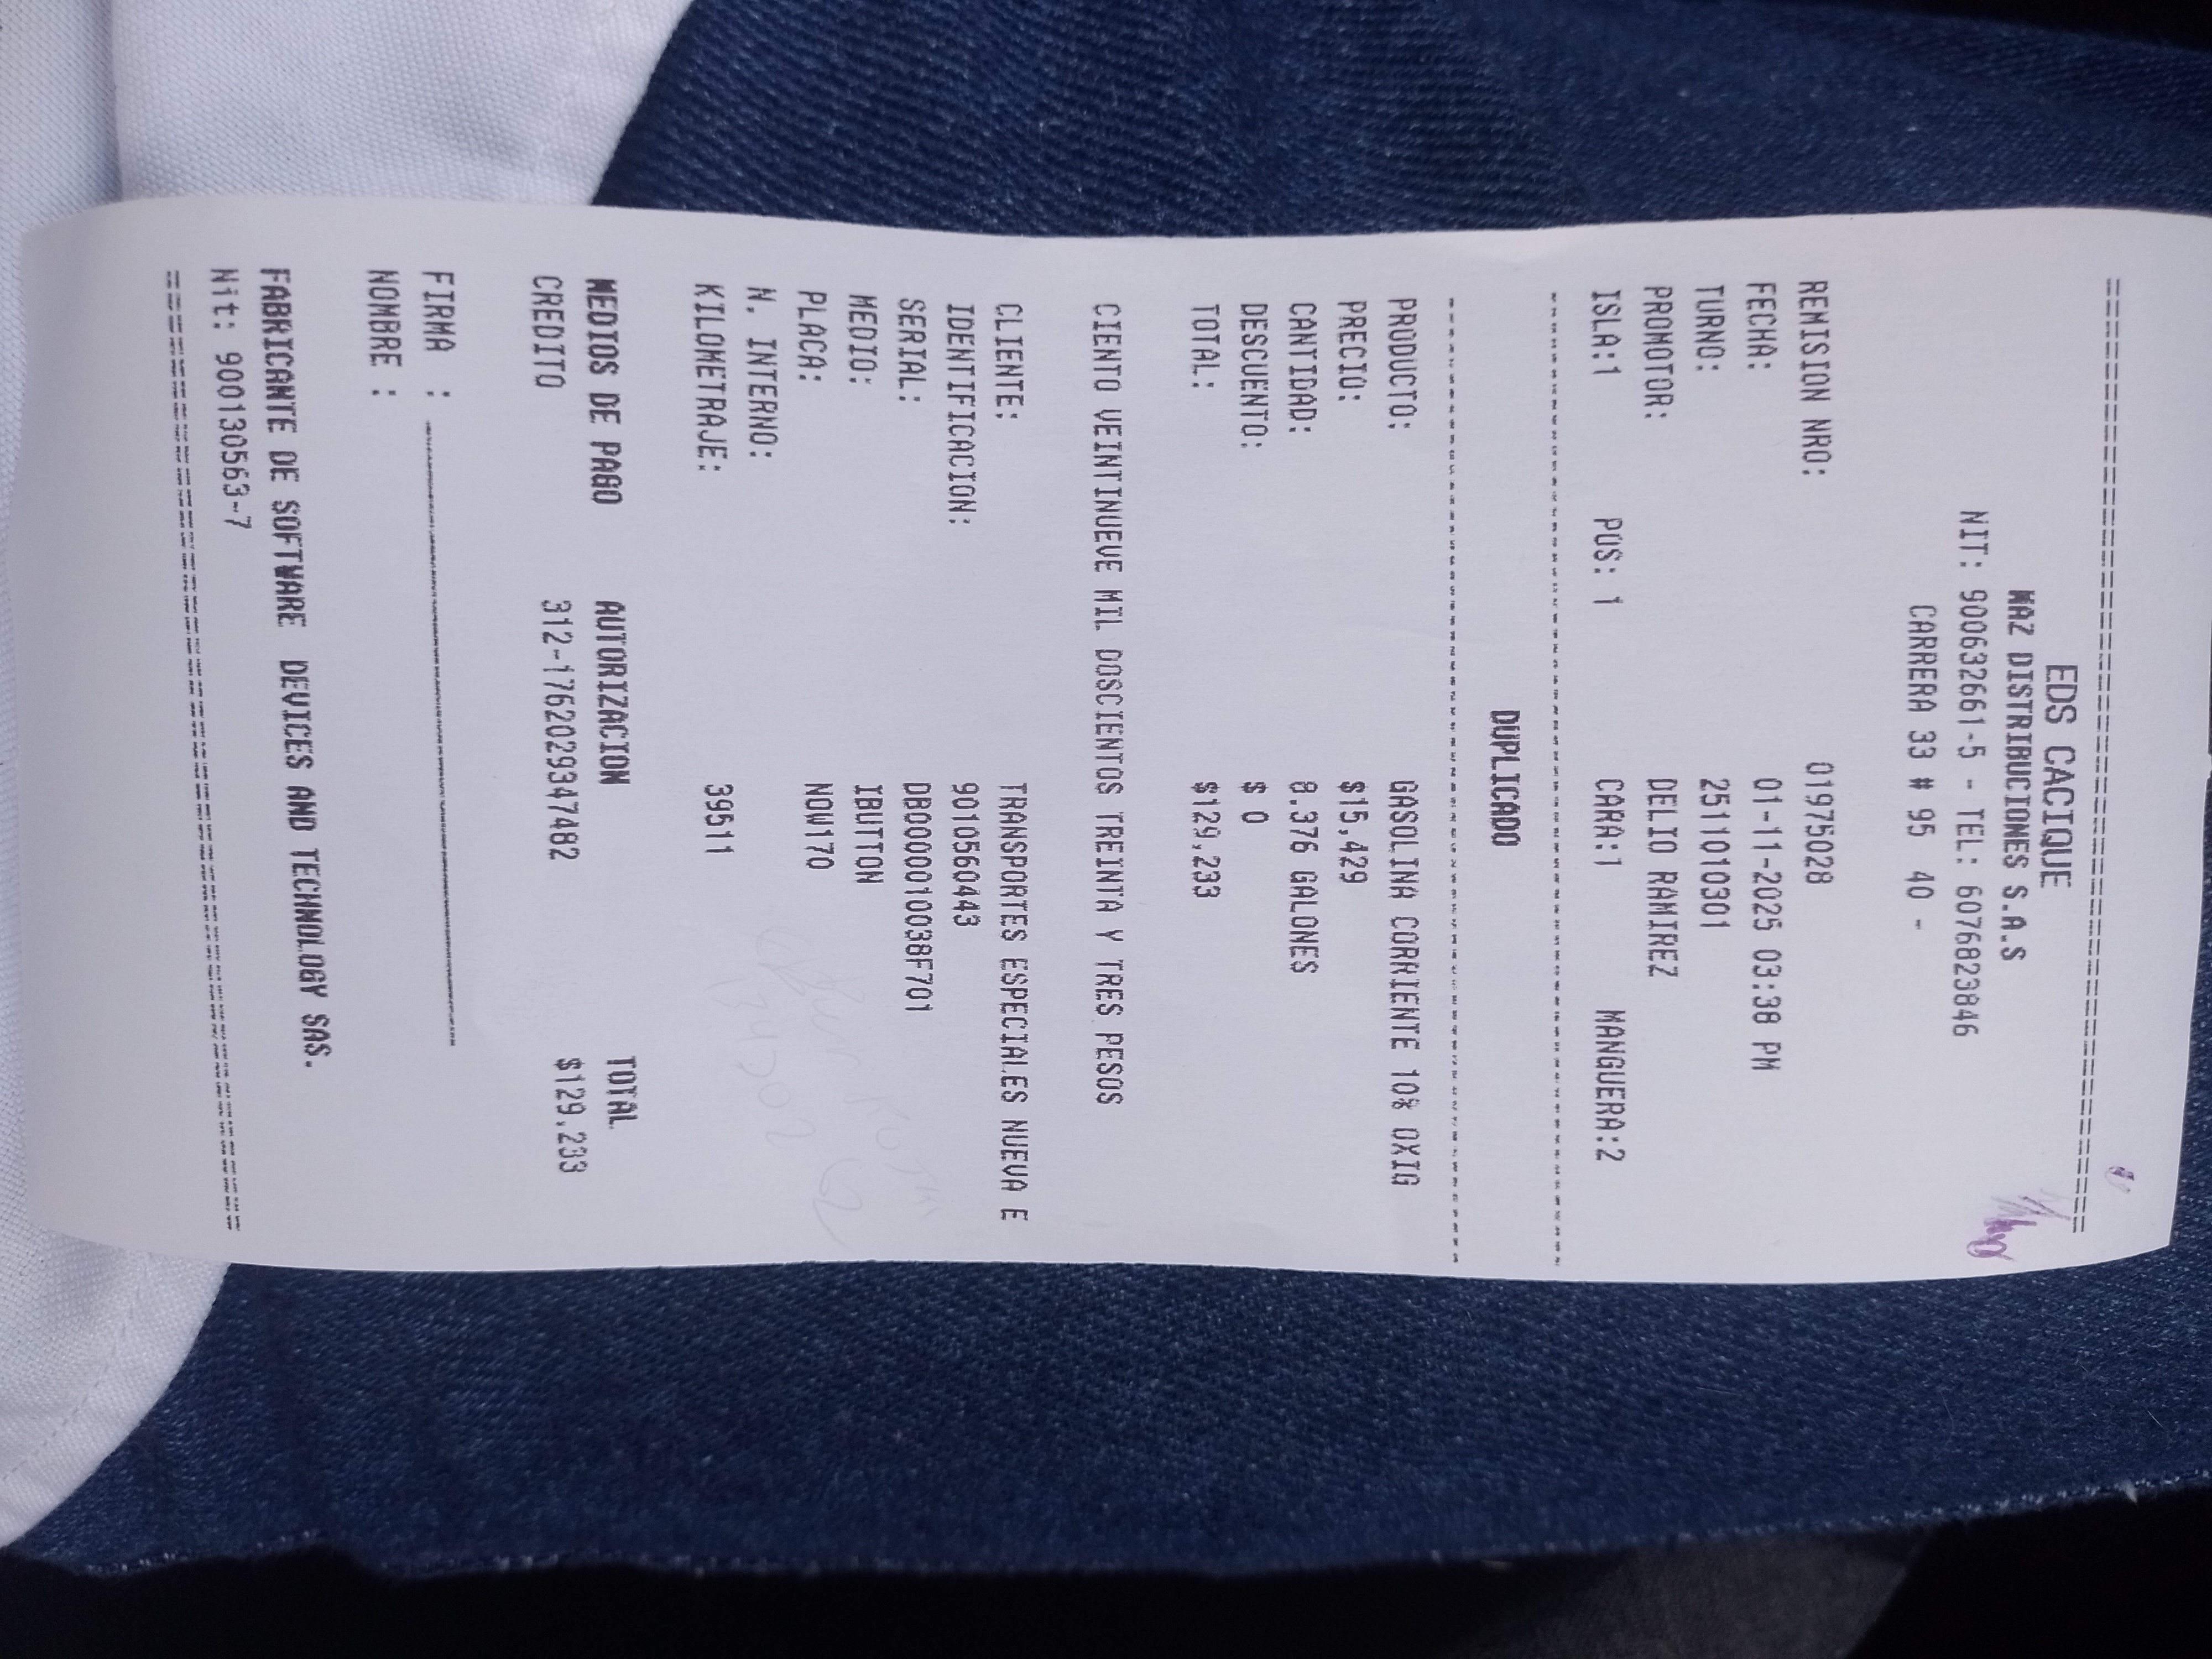 ================================================
EDS CACIQUE
MAZ DISTRIBUCIONES S.A.S
NIT: 900632661-5 - TEL: 6076823846
CARRERA 33 # 95 40 -
REMISION NRO: 01975028
FECHA: 01-11-2025 03:38 PM
TURNO: 2511010301
PROMOTOR: DELIO RAMIREZ
ISLA:1 POS: 1 CARA:1 MANGUERA:2
------------------------------------------------
DUPLICADO
------------------------------------------------
PRODUCTO: GASOLINA CORRIENTE 10% OXIG
PRECIO: $15,429
CANTIDAD: 8.376 GALONES
DESCUENTO: $ 0
TOTAL: $129,233
CIENTO VEINTINUEVE MIL DOSCIENTOS TREINTA Y TRES PESOS
CLIENTE: TRANSPORTES ESPECIALES NUEVA E
IDENTIFICACION: 9010560443
SERIAL: DB0000010038F701
MEDIO: IBUTTON
PLACA: NOW170
N. INTERNO:
KILOMETRAJE: 39511
MEDIOS DE PAGO AUTORIZACION TOTAL
CREDITO 312-1762029347482 $129,233
FIRMA : ______________________________
NOMBRE :
FABRICANTE DE SOFTWARE DEVICES AND TECHNOLOGY SAS.
Nit: 900130563-7
================================================